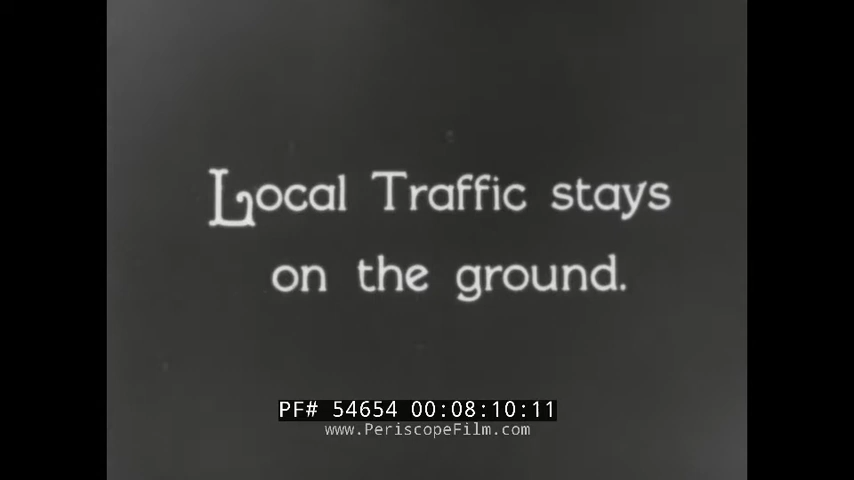 Local Traffic stays
on the ground.
PF# 54654 00:08:10:11
www.PeriscopeFilm.com